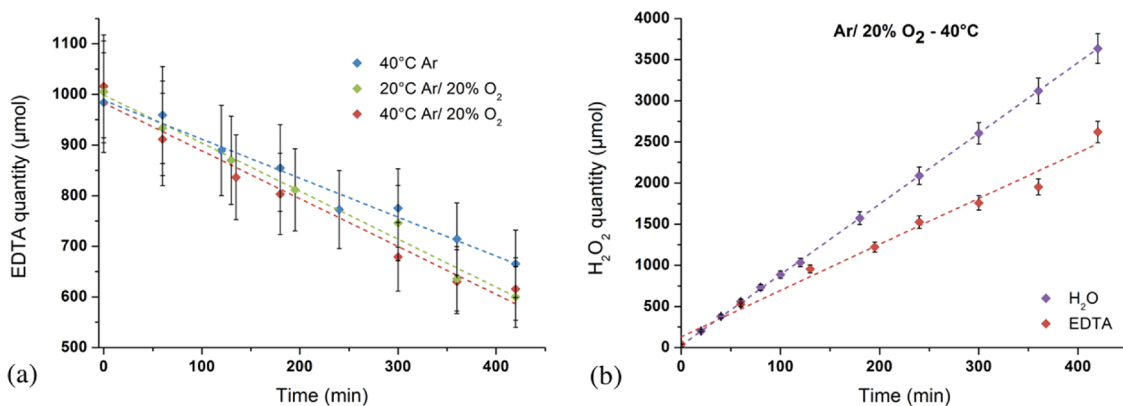 1100
1000
900
800
700
600
500
EDTA quantity (µmol)
40°C Ar
20°C Ar/ 20% O₂
40°C Ar/ 20% O₂
0
100
200
300
400
Time (min)
(a)
4000
3500
3000
2500
2000
1500
1000
500
0
H₂O₂ quantity (µmol)
Ar/ 20% O₂ - 40°C
H₂O
EDTA
0
100
200
300
400
Time (min)
(b)